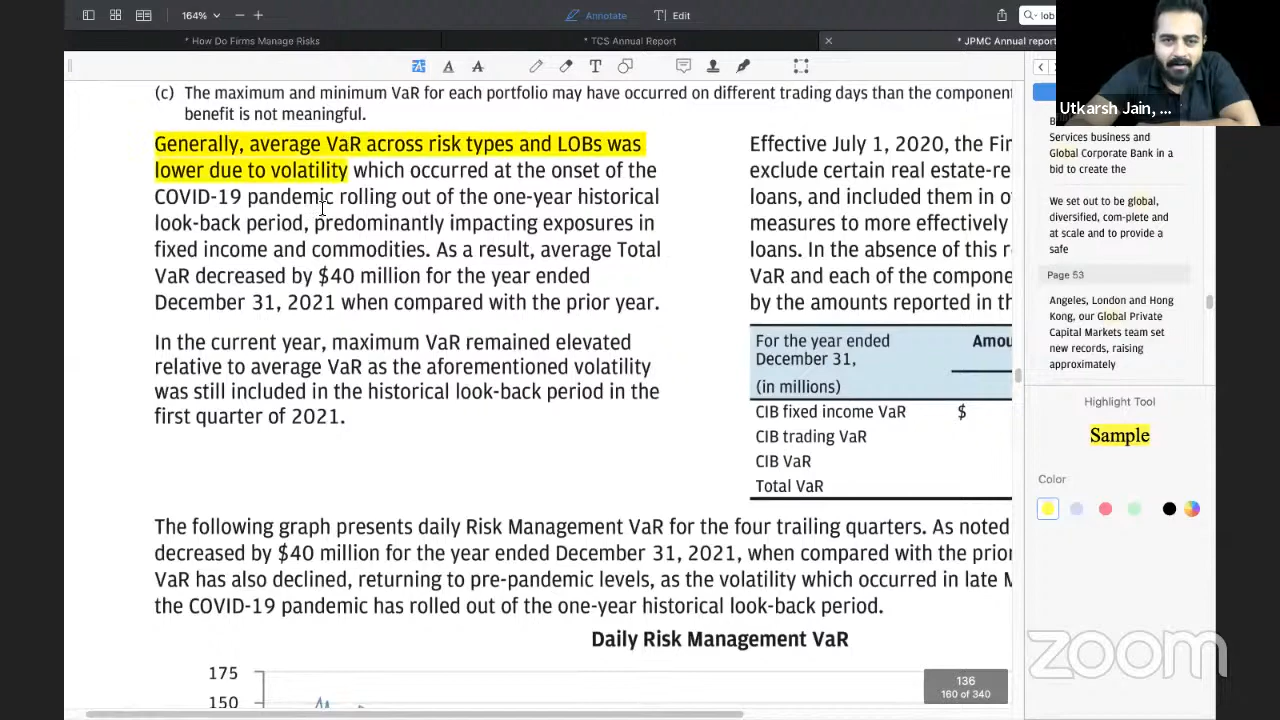 164%
Annotate
Edit
lob
* How Do Firms Manage Risks
* TCS Annual Report
* JPMC Annual report
Utkarsh Jain, ...
(c) The maximum and minimum VaR for each portfolio may have occurred on different trading days than the component
benefit is not meaningful.
Generally, average VaR across risk types and LOBs was
lower due to volatility which occurred at the onset of the
COVID-19 pandemic rolling out of the one-year historical
look-back period, predominantly impacting exposures in
fixed income and commodities. As a result, average Total
VaR decreased by $40 million for the year ended
December 31, 2021 when compared with the prior year.
In the current year, maximum VaR remained elevated
relative to average VaR as the aforementioned volatility
was still included in the historical look-back period in the
first quarter of 2021.
Effective July 1, 2020, the Fir
exclude certain real estate-re
loans, and included them in o
measures to more effectively
loans. In the absence of this r
VaR and each of the compone
by the amounts reported in th
For the year ended
December 31,
Amou
(in millions)
CIB fixed income VaR $
CIB trading VaR
CIB VaR
Total VaR
The following graph presents daily Risk Management VaR for the four trailing quarters. As noted
decreased by $40 million for the year ended December 31, 2021, when compared with the prior
VaR has also declined, returning to pre-pandemic levels, as the volatility which occurred in late M
the COVID-19 pandemic has rolled out of the one-year historical look-back period.
Daily Risk Management VaR
175
150
136
160 of 340
Services business and
Global Corporate Bank in a
bid to create the
We set out to be global,
diversified, com-plete and
at scale and to provide a
safe
Page 53
Angeles, London and Hong
Kong, our Global Private
Capital Markets team set
new records, raising
approximately
Highlight Tool
Sample
Color
zoom